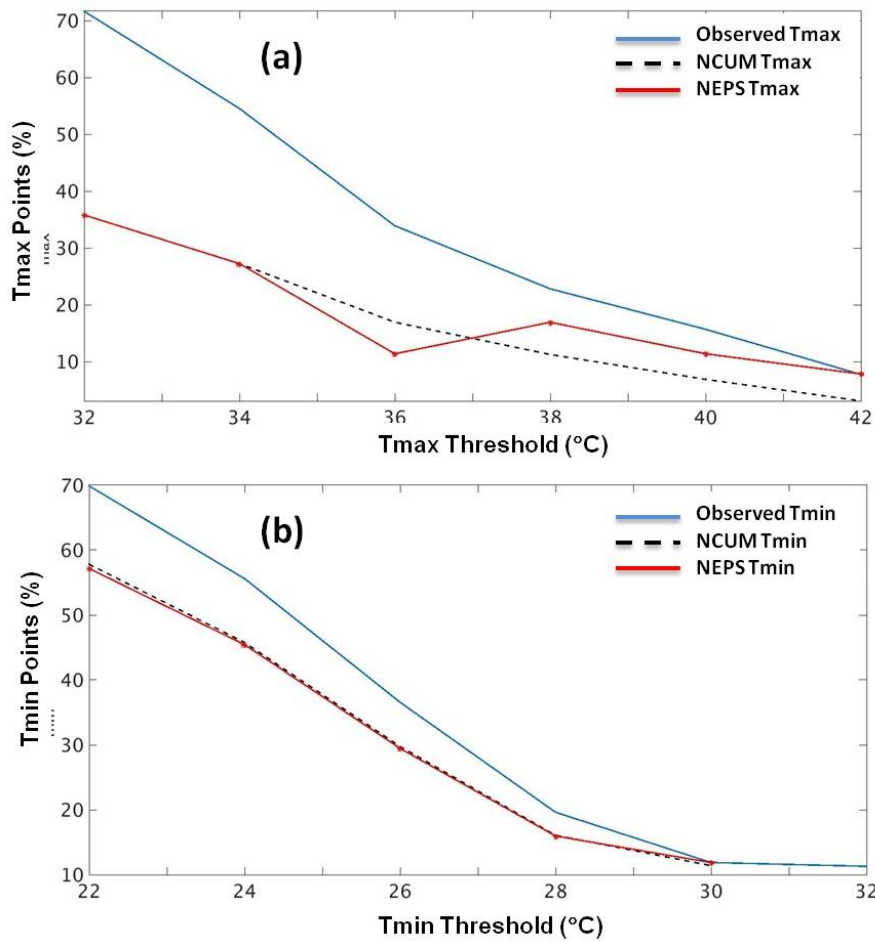 70
60
50
40
30
20
10
Tmax Points (%)
(a)
Observed Tmax
NCUM Tmax
NEPS Tmax
32 34 36 38 40 42
Tmax Threshold (°C)
70
60
50
40
30
20
10
Tmin Points (%)
(b)
Observed Tmin
NCUM Tmin
NEPS Tmin
22 24 26 28 30 32
Tmin Threshold (°C)